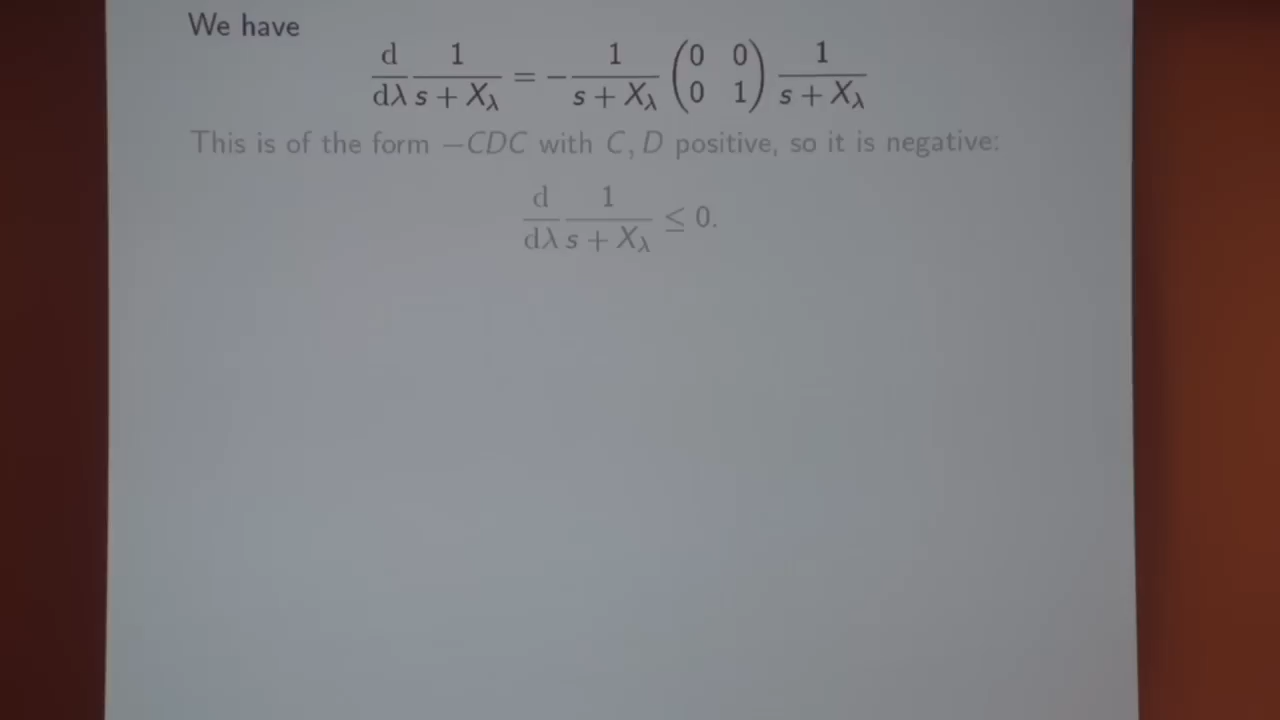 We have
d/dλ 1/(s + X_λ) = − 1/(s + X_λ) (0 0; 0 1) 1/(s + X_λ)
This is of the form −CDC with C, D positive, so it is negative:
d/dλ 1/(s + X_λ) ≤ 0.